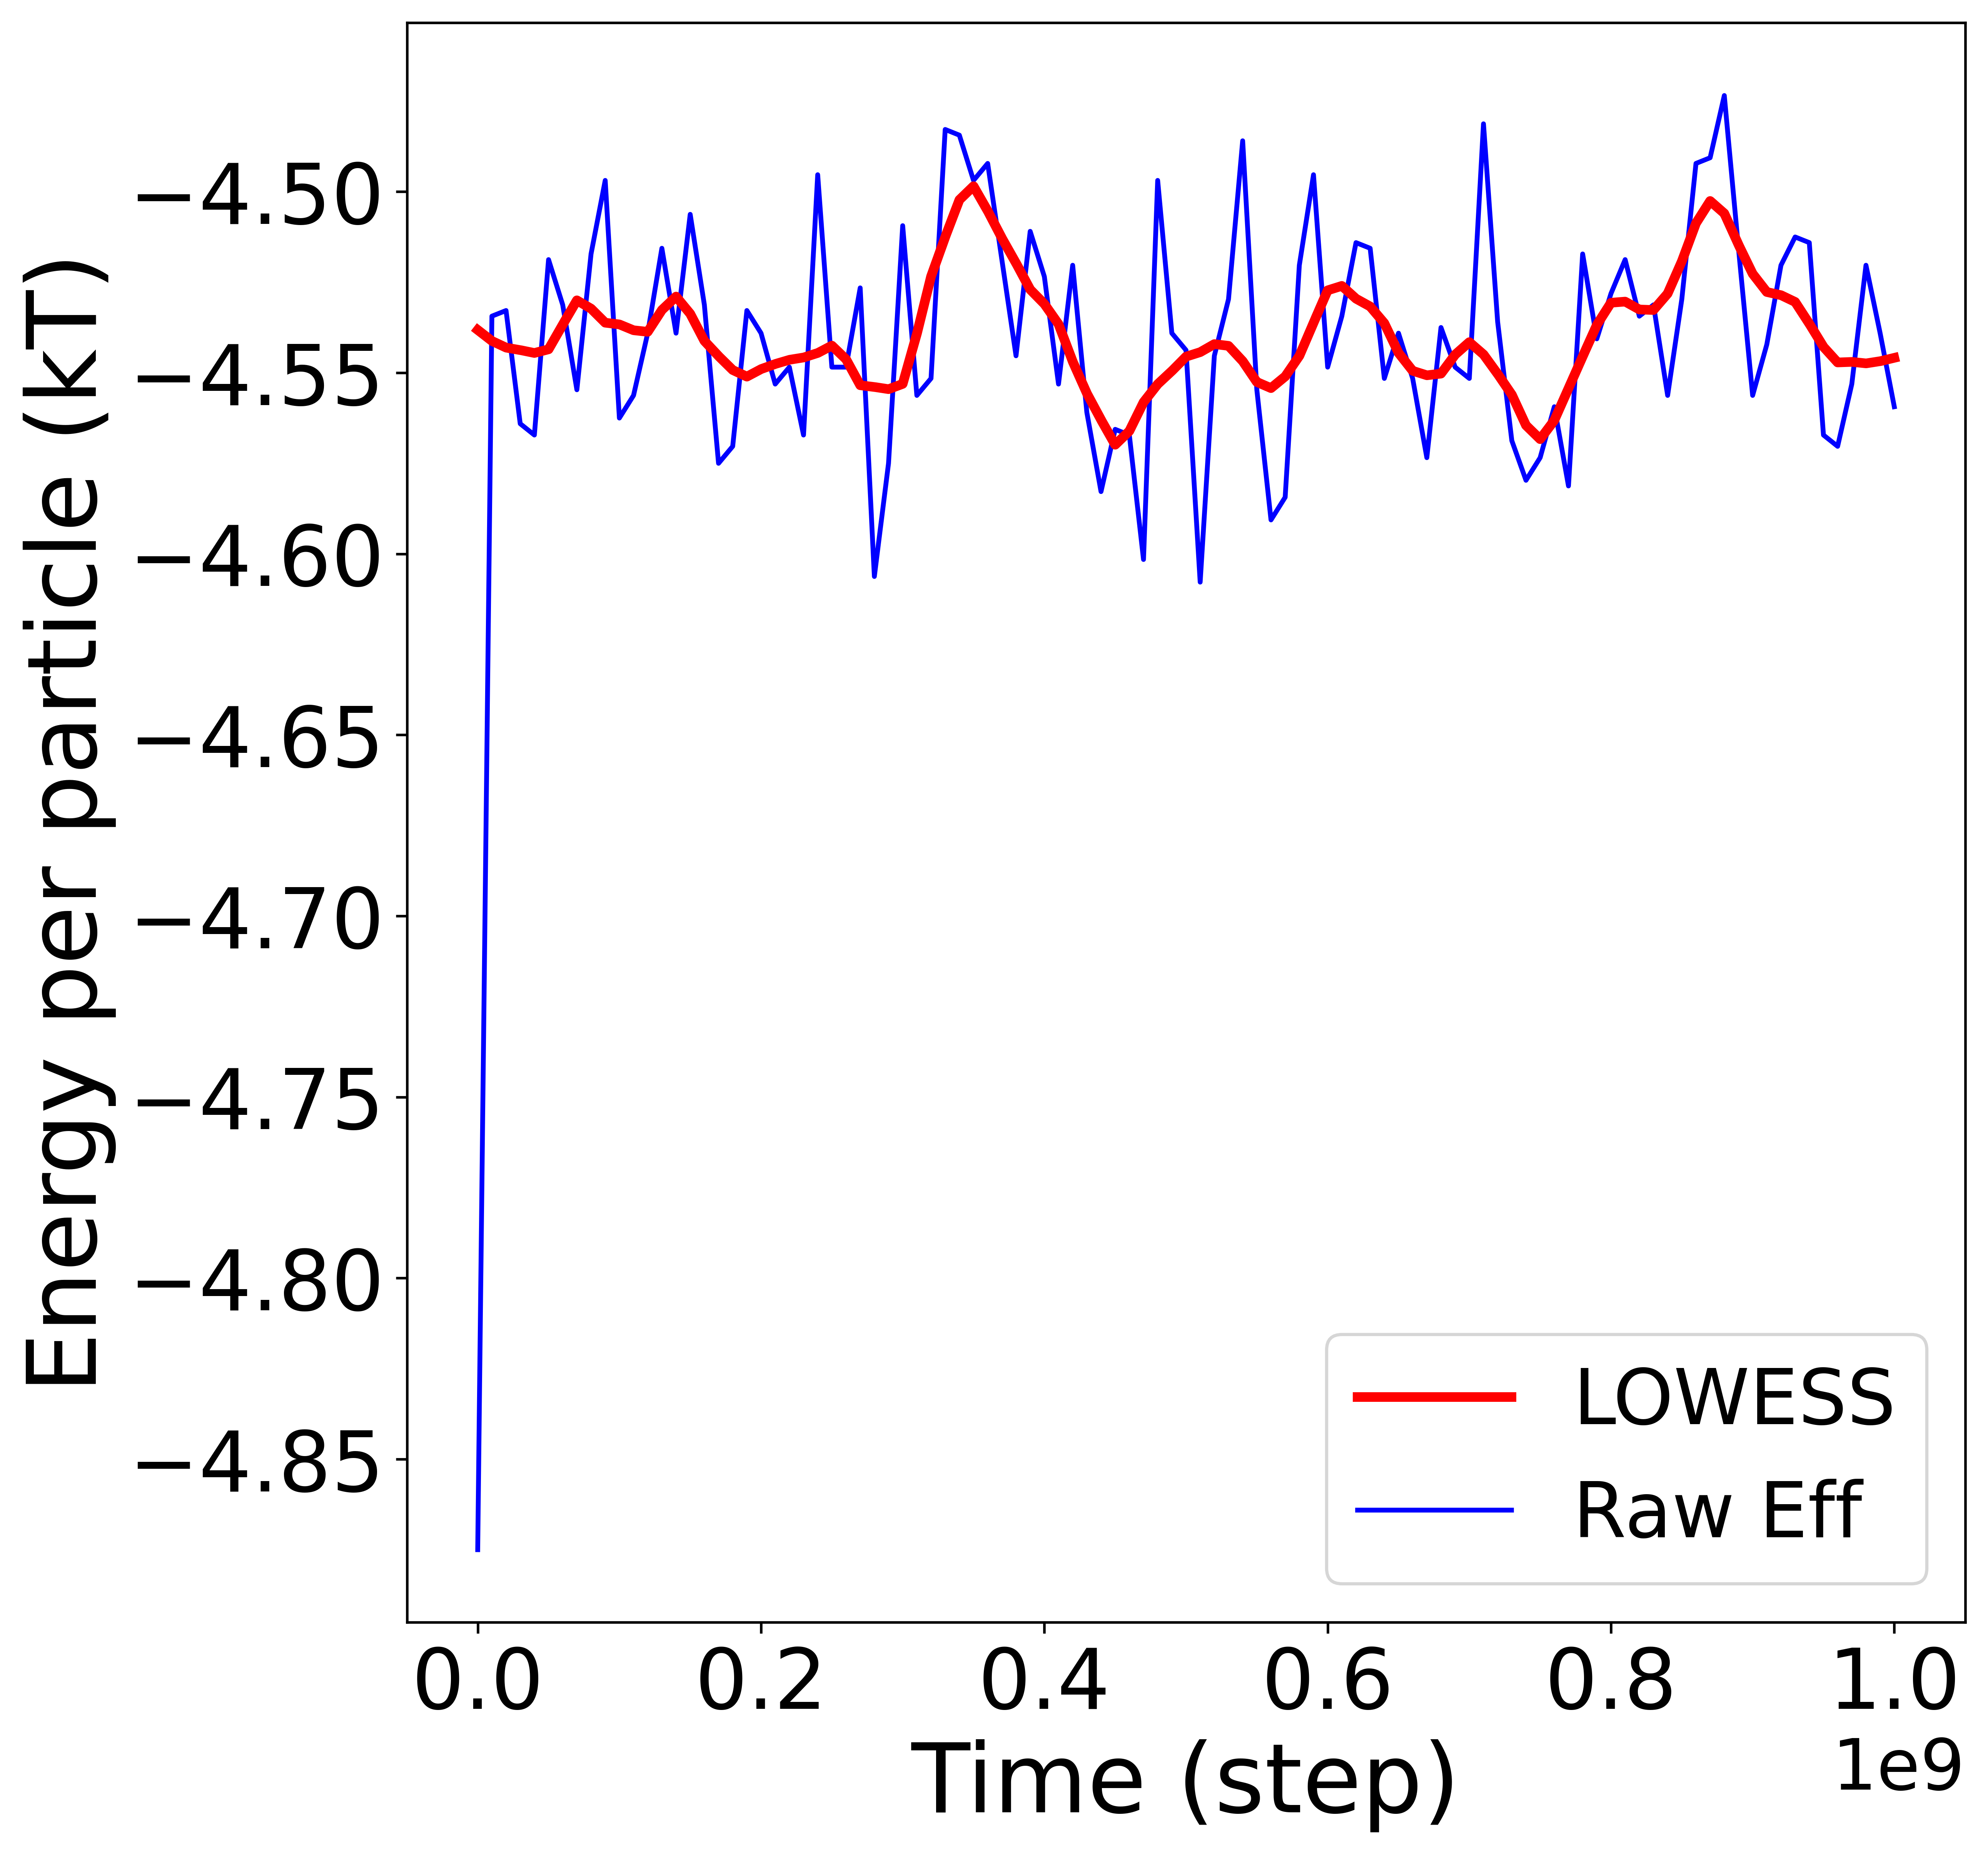 Energy per particle (kT)
−4.50
−4.55
−4.60
−4.65
−4.70
−4.75
−4.80
−4.85
LOWESS
Raw Eff
0.0 0.2 0.4 0.6 0.8 1.0
1e9
Time (step)